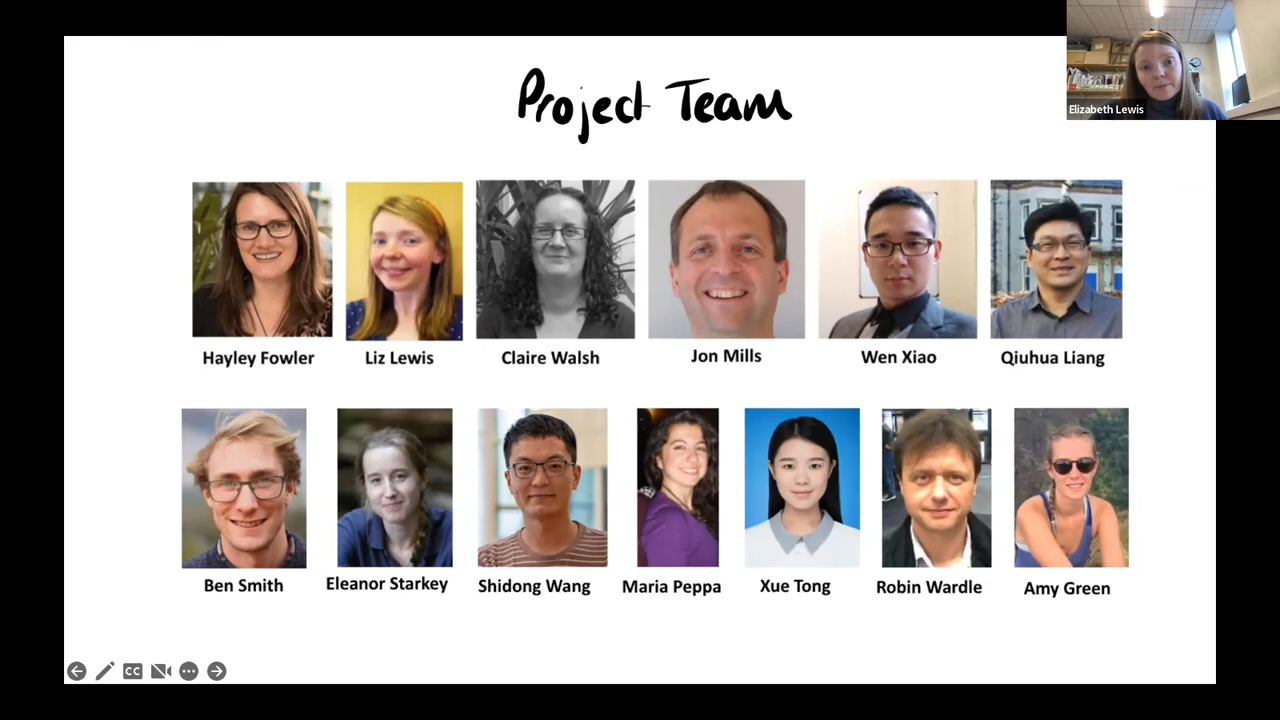 Project Team
Elizabeth Lewis
Hayley Fowler
Liz Lewis
Claire Walsh
Jon Mills
Wen Xiao
Qiuhua Liang
Ben Smith
Eleanor Starkey
Shidong Wang
Maria Peppa
Xue Tong
Robin Wardle
Amy Green
CC